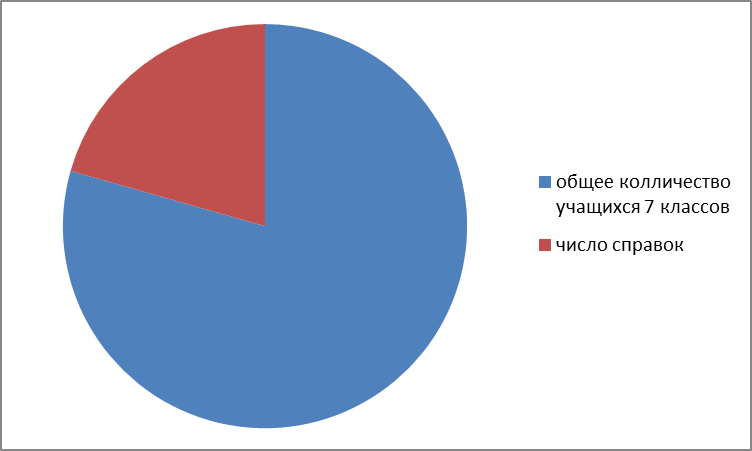 общее колличество
учащихся 7 классов
число справок